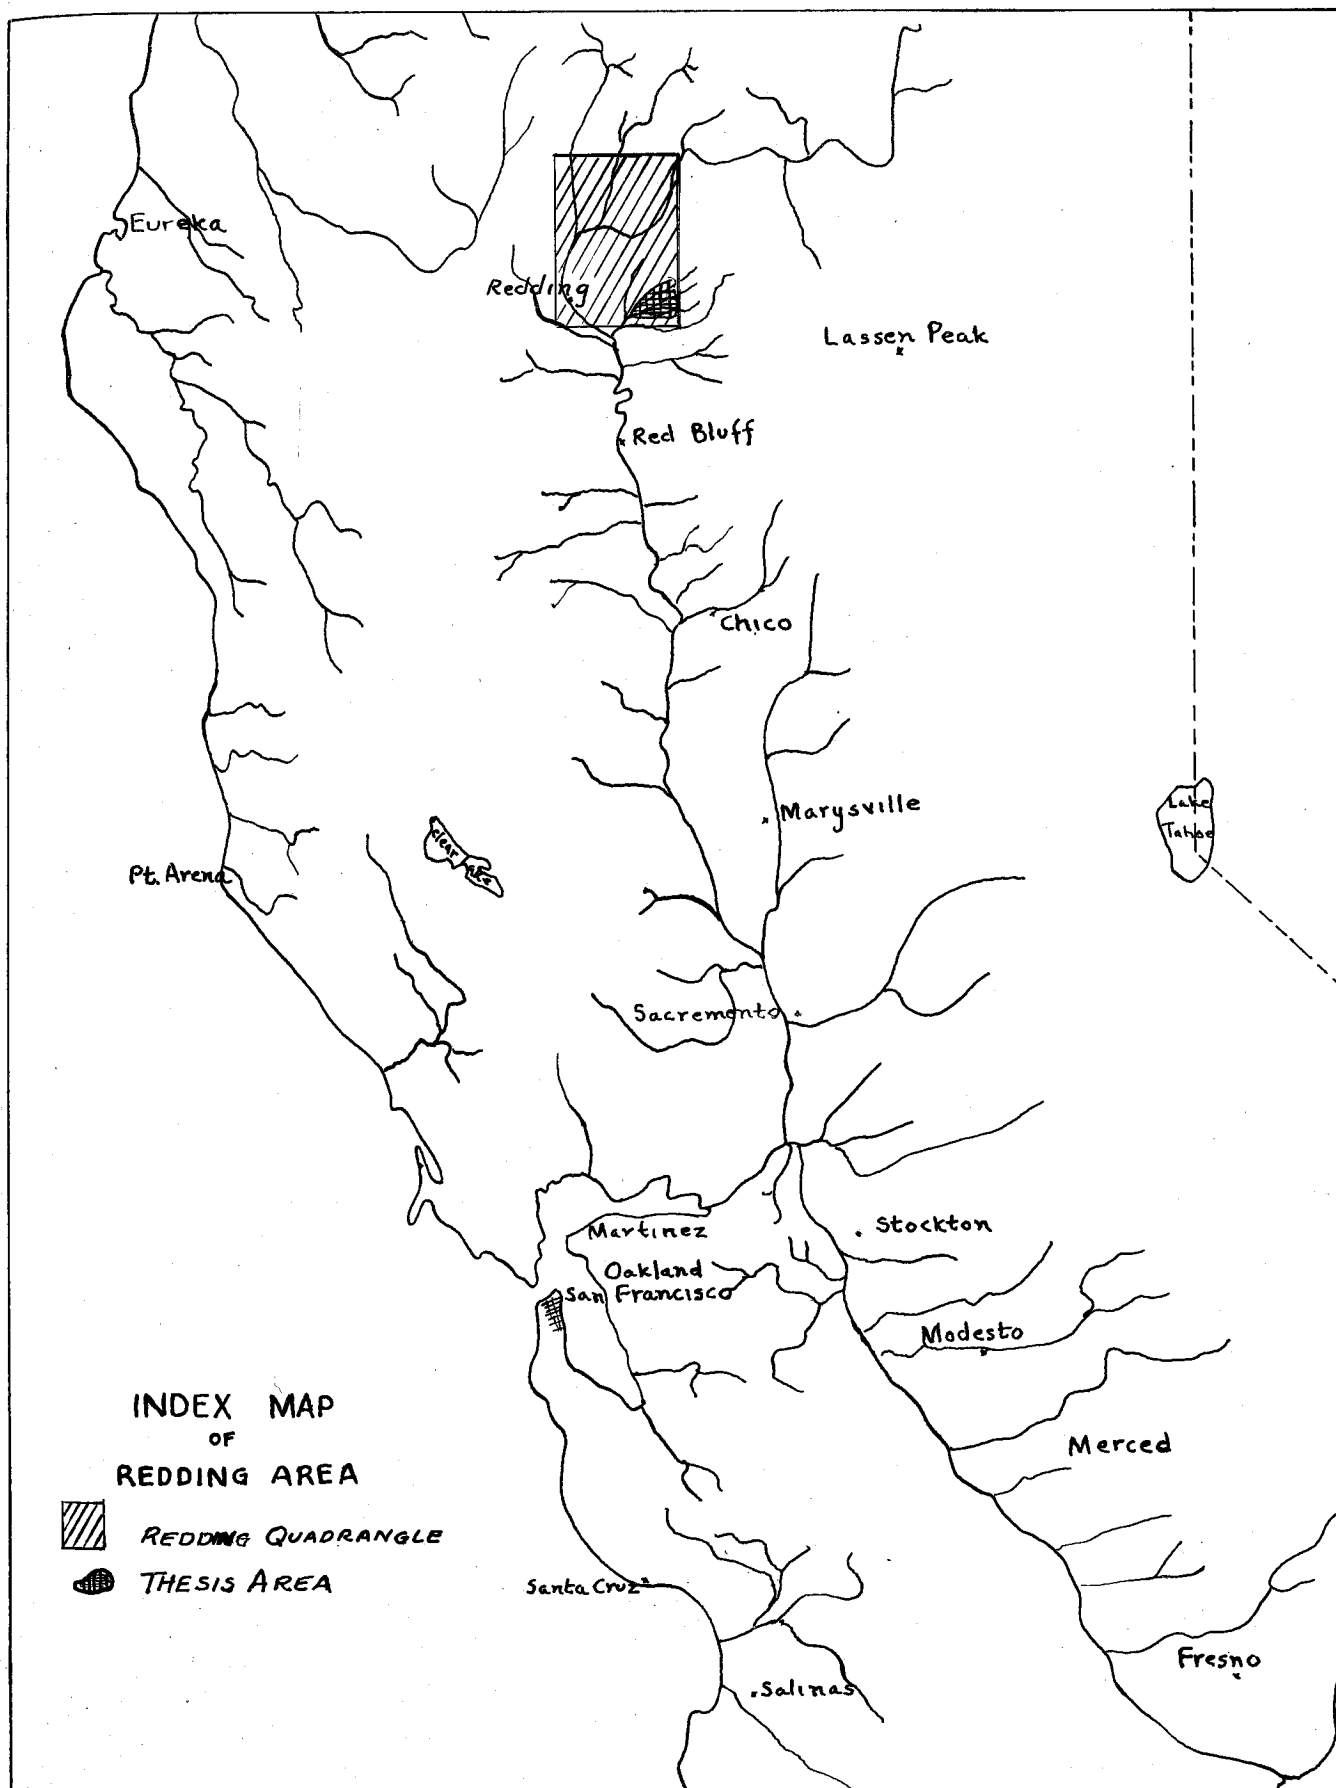 Eureka
Redding
Lassen Peak
Red Bluff
Chico
Marysville
Lake
Tahoe
Clear
Pt. Arena
Sacremento
Stockton
Martinez
Oakland
San Francisco
Modesto
INDEX MAP
OF
REDDING AREA
Merced
REDDING QUADRANGLE
THESIS AREA
Santa Cruz
Fresno
Salinas